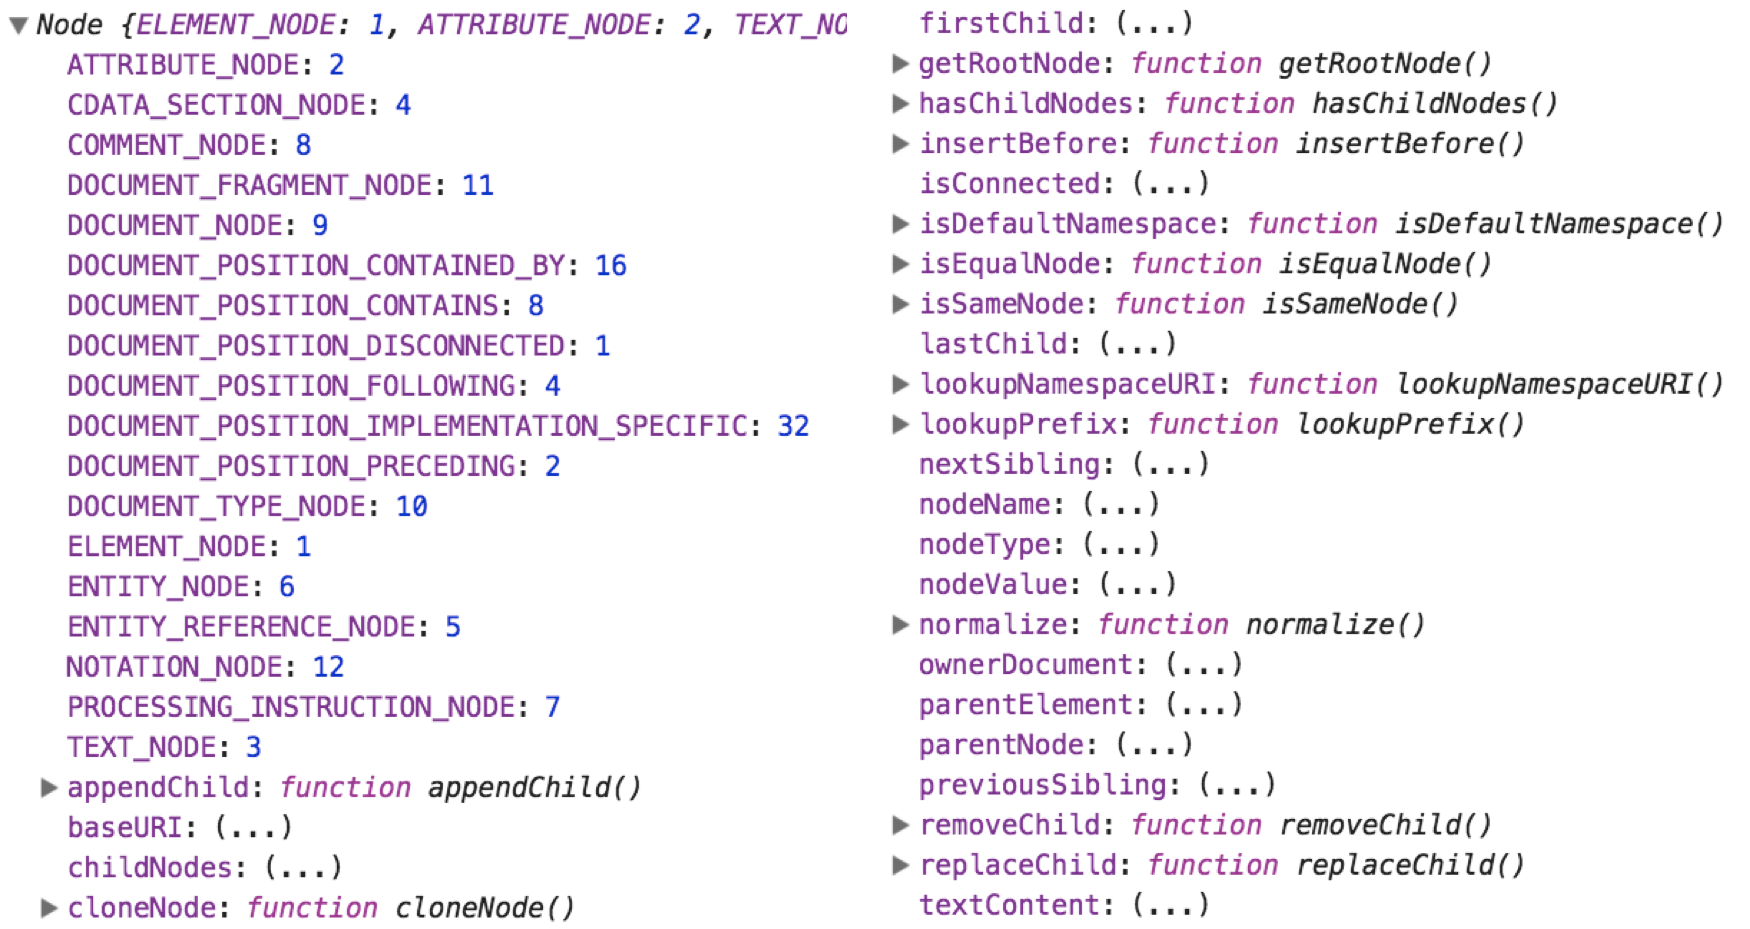 ▼Node {ELEMENT_NODE: 1, ATTRIBUTE_NODE: 2, TEXT_NO
ATTRIBUTE_NODE: 2
CDATA_SECTION_NODE: 4
COMMENT_NODE: 8
DOCUMENT_FRAGMENT_NODE: 11
DOCUMENT_NODE: 9
DOCUMENT_POSITION_CONTAINED_BY: 16
DOCUMENT_POSITION_CONTAINS: 8
DOCUMENT_POSITION_DISCONNECTED: 1
DOCUMENT_POSITION_FOLLOWING: 4
DOCUMENT_POSITION_IMPLEMENTATION_SPECIFIC: 32
DOCUMENT_POSITION_PRECEDING: 2
DOCUMENT_TYPE_NODE: 10
ELEMENT_NODE: 1
ENTITY_NODE: 6
ENTITY_REFERENCE_NODE: 5
NOTATION_NODE: 12
PROCESSING_INSTRUCTION_NODE: 7
TEXT_NODE: 3
▶appendChild: function appendChild()
baseURI: (...)
childNodes: (...)
▶cloneNode: function cloneNode()
firstChild: (...)
▶getRootNode: function getRootNode()
▶hasChildNodes: function hasChildNodes()
▶insertBefore: function insertBefore()
isConnected: (...)
▶isDefaultNamespace: function isDefaultNamespace()
▶isEqualNode: function isEqualNode()
▶isSameNode: function isSameNode()
lastChild: (...)
▶lookupNamespaceURI: function lookupNamespaceURI()
▶lookupPrefix: function lookupPrefix()
nextSibling: (...)
nodeName: (...)
nodeType: (...)
nodeValue: (...)
▶normalize: function normalize()
ownerDocument: (...)
parentElement: (...)
parentNode: (...)
previousSibling: (...)
▶removeChild: function removeChild()
▶replaceChild: function replaceChild()
textContent: (...)